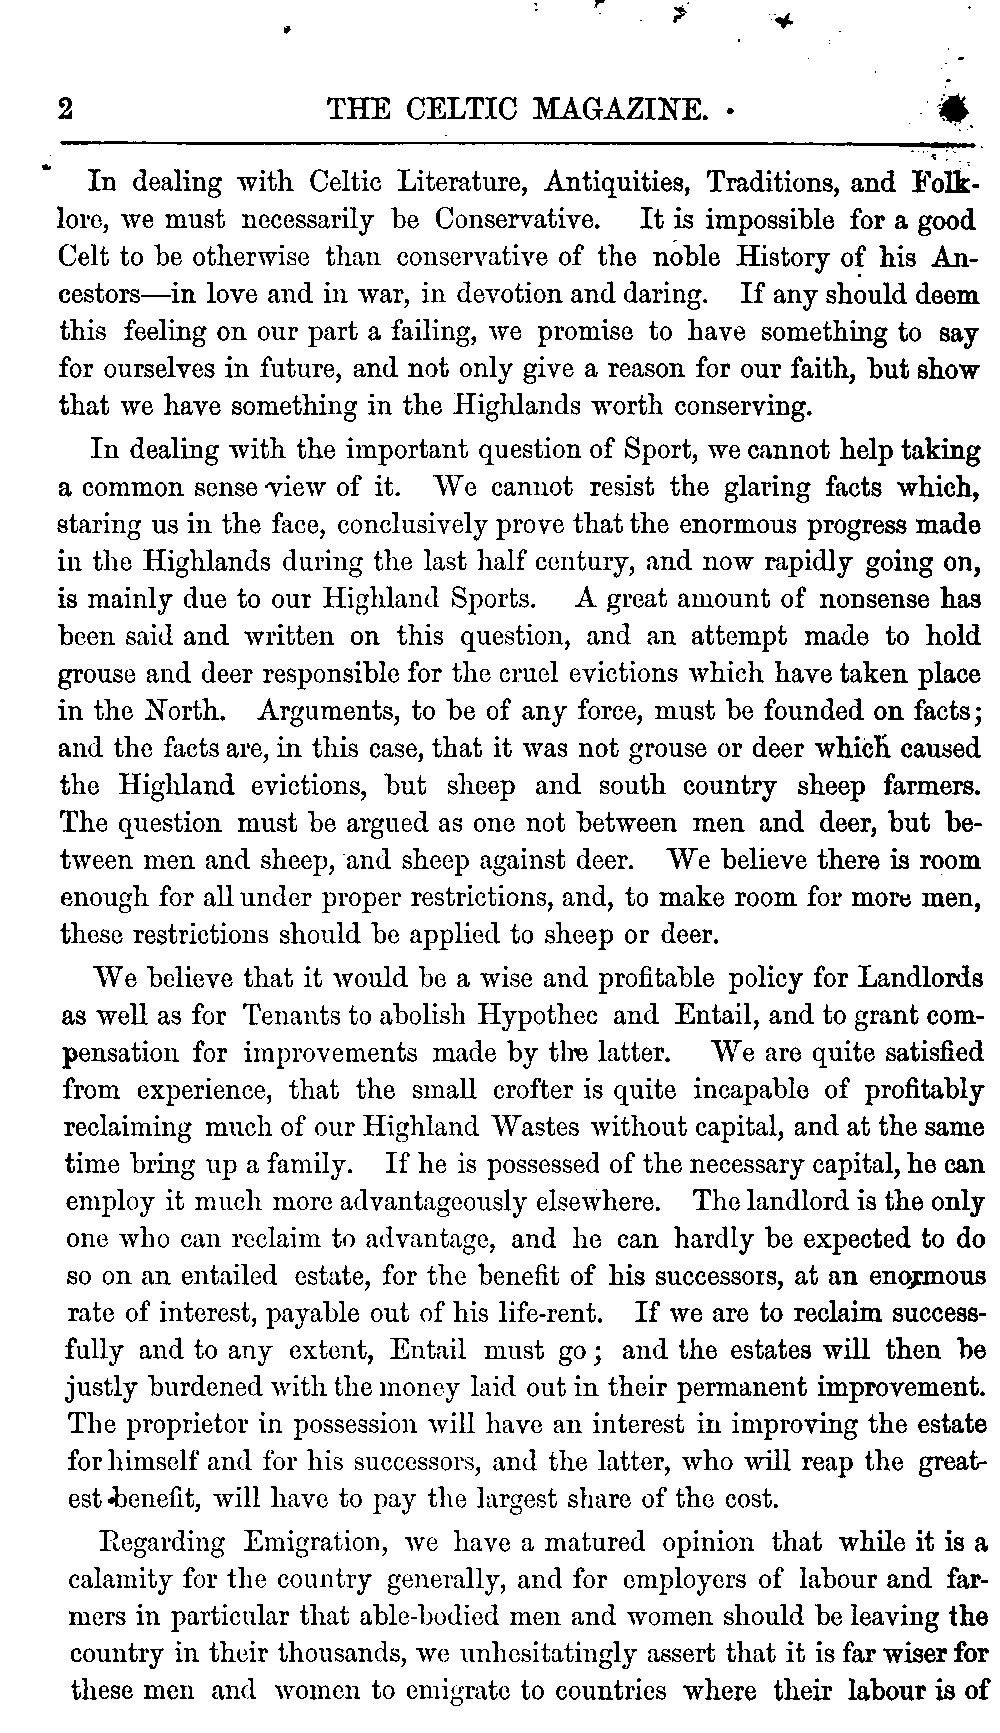 2 THE CELTIC MAGAZINE.
In dealing with Celtic Literature, Antiquities, Traditions, and Folk-
lore, we must necessarily be Conservative. It is impossible for a good
Celt to be otherwise than conservative of the noble History of his An-
cestors—in love and in war, in devotion and daring. If any should deem
this feeling on our part a failing, we promise to have something to say
for ourselves in future, and not only give a reason for our faith, but show
that we have something in the Highlands worth conserving.
In dealing with the important question of Sport, we cannot help taking
a common sense view of it. We cannot resist the glaring facts which,
staring us in the face, conclusively prove that the enormous progress made
in the Highlands during the last half century, and now rapidly going on,
is mainly due to our Highland Sports. A great amount of nonsense has
been said and written on this question, and an attempt made to hold
grouse and deer responsible for the cruel evictions which have taken place
in the North. Arguments, to be of any force, must be founded on facts;
and the facts are, in this case, that it was not grouse or deer which caused
the Highland evictions, but sheep and south country sheep farmers.
The question must be argued as one not between men and deer, but be-
tween men and sheep, and sheep against deer. We believe there is room
enough for all under proper restrictions, and, to make room for more men,
these restrictions should be applied to sheep or deer.
We believe that it would be a wise and profitable policy for Landlords
as well as for Tenants to abolish Hypothec and Entail, and to grant com-
pensation for improvements made by the latter. We are quite satisfied
from experience, that the small crofter is quite incapable of profitably
reclaiming much of our Highland Wastes without capital, and at the same
time bring up a family. If he is possessed of the necessary capital, he can
employ it much more advantageously elsewhere. The landlord is the only
one who can reclaim to advantage, and he can hardly be expected to do
so on an entailed estate, for the benefit of his successors, at an enormous
rate of interest, payable out of his life-rent. If we are to reclaim success-
fully and to any extent, Entail must go; and the estates will then be
justly burdened with the money laid out in their permanent improvement.
The proprietor in possession will have an interest in improving the estate
for himself and for his successors, and the latter, who will reap the great-
est benefit, will have to pay the largest share of the cost.
Regarding Emigration, we have a matured opinion that while it is a
calamity for the country generally, and for employers of labour and far-
mers in particular that able-bodied men and women should be leaving the
country in their thousands, we unhesitatingly assert that it is far wiser for
these men and women to emigrate to countries where their labour is of